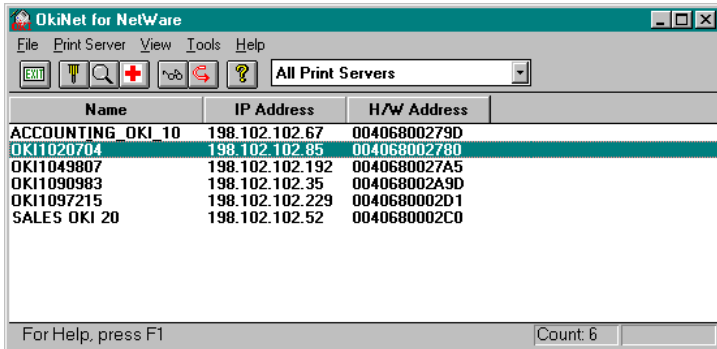 OkiNet for NetWare
File Print Server View Tools Help
EXIT ? All Print Servers
Name IP Address H/W Address
ACCOUNTING_OKI_10 198.102.102.67 00406800279D
OKI1020704 198.102.102.85 004068002780
OKI1049807 198.102.102.192 0040680027A5
OKI1090983 198.102.102.35 004068002A9D
OKI1097215 198.102.102.229 0040680002D1
SALES OKI 20 198.102.102.52 0040680002C0
For Help, press F1 Count: 6